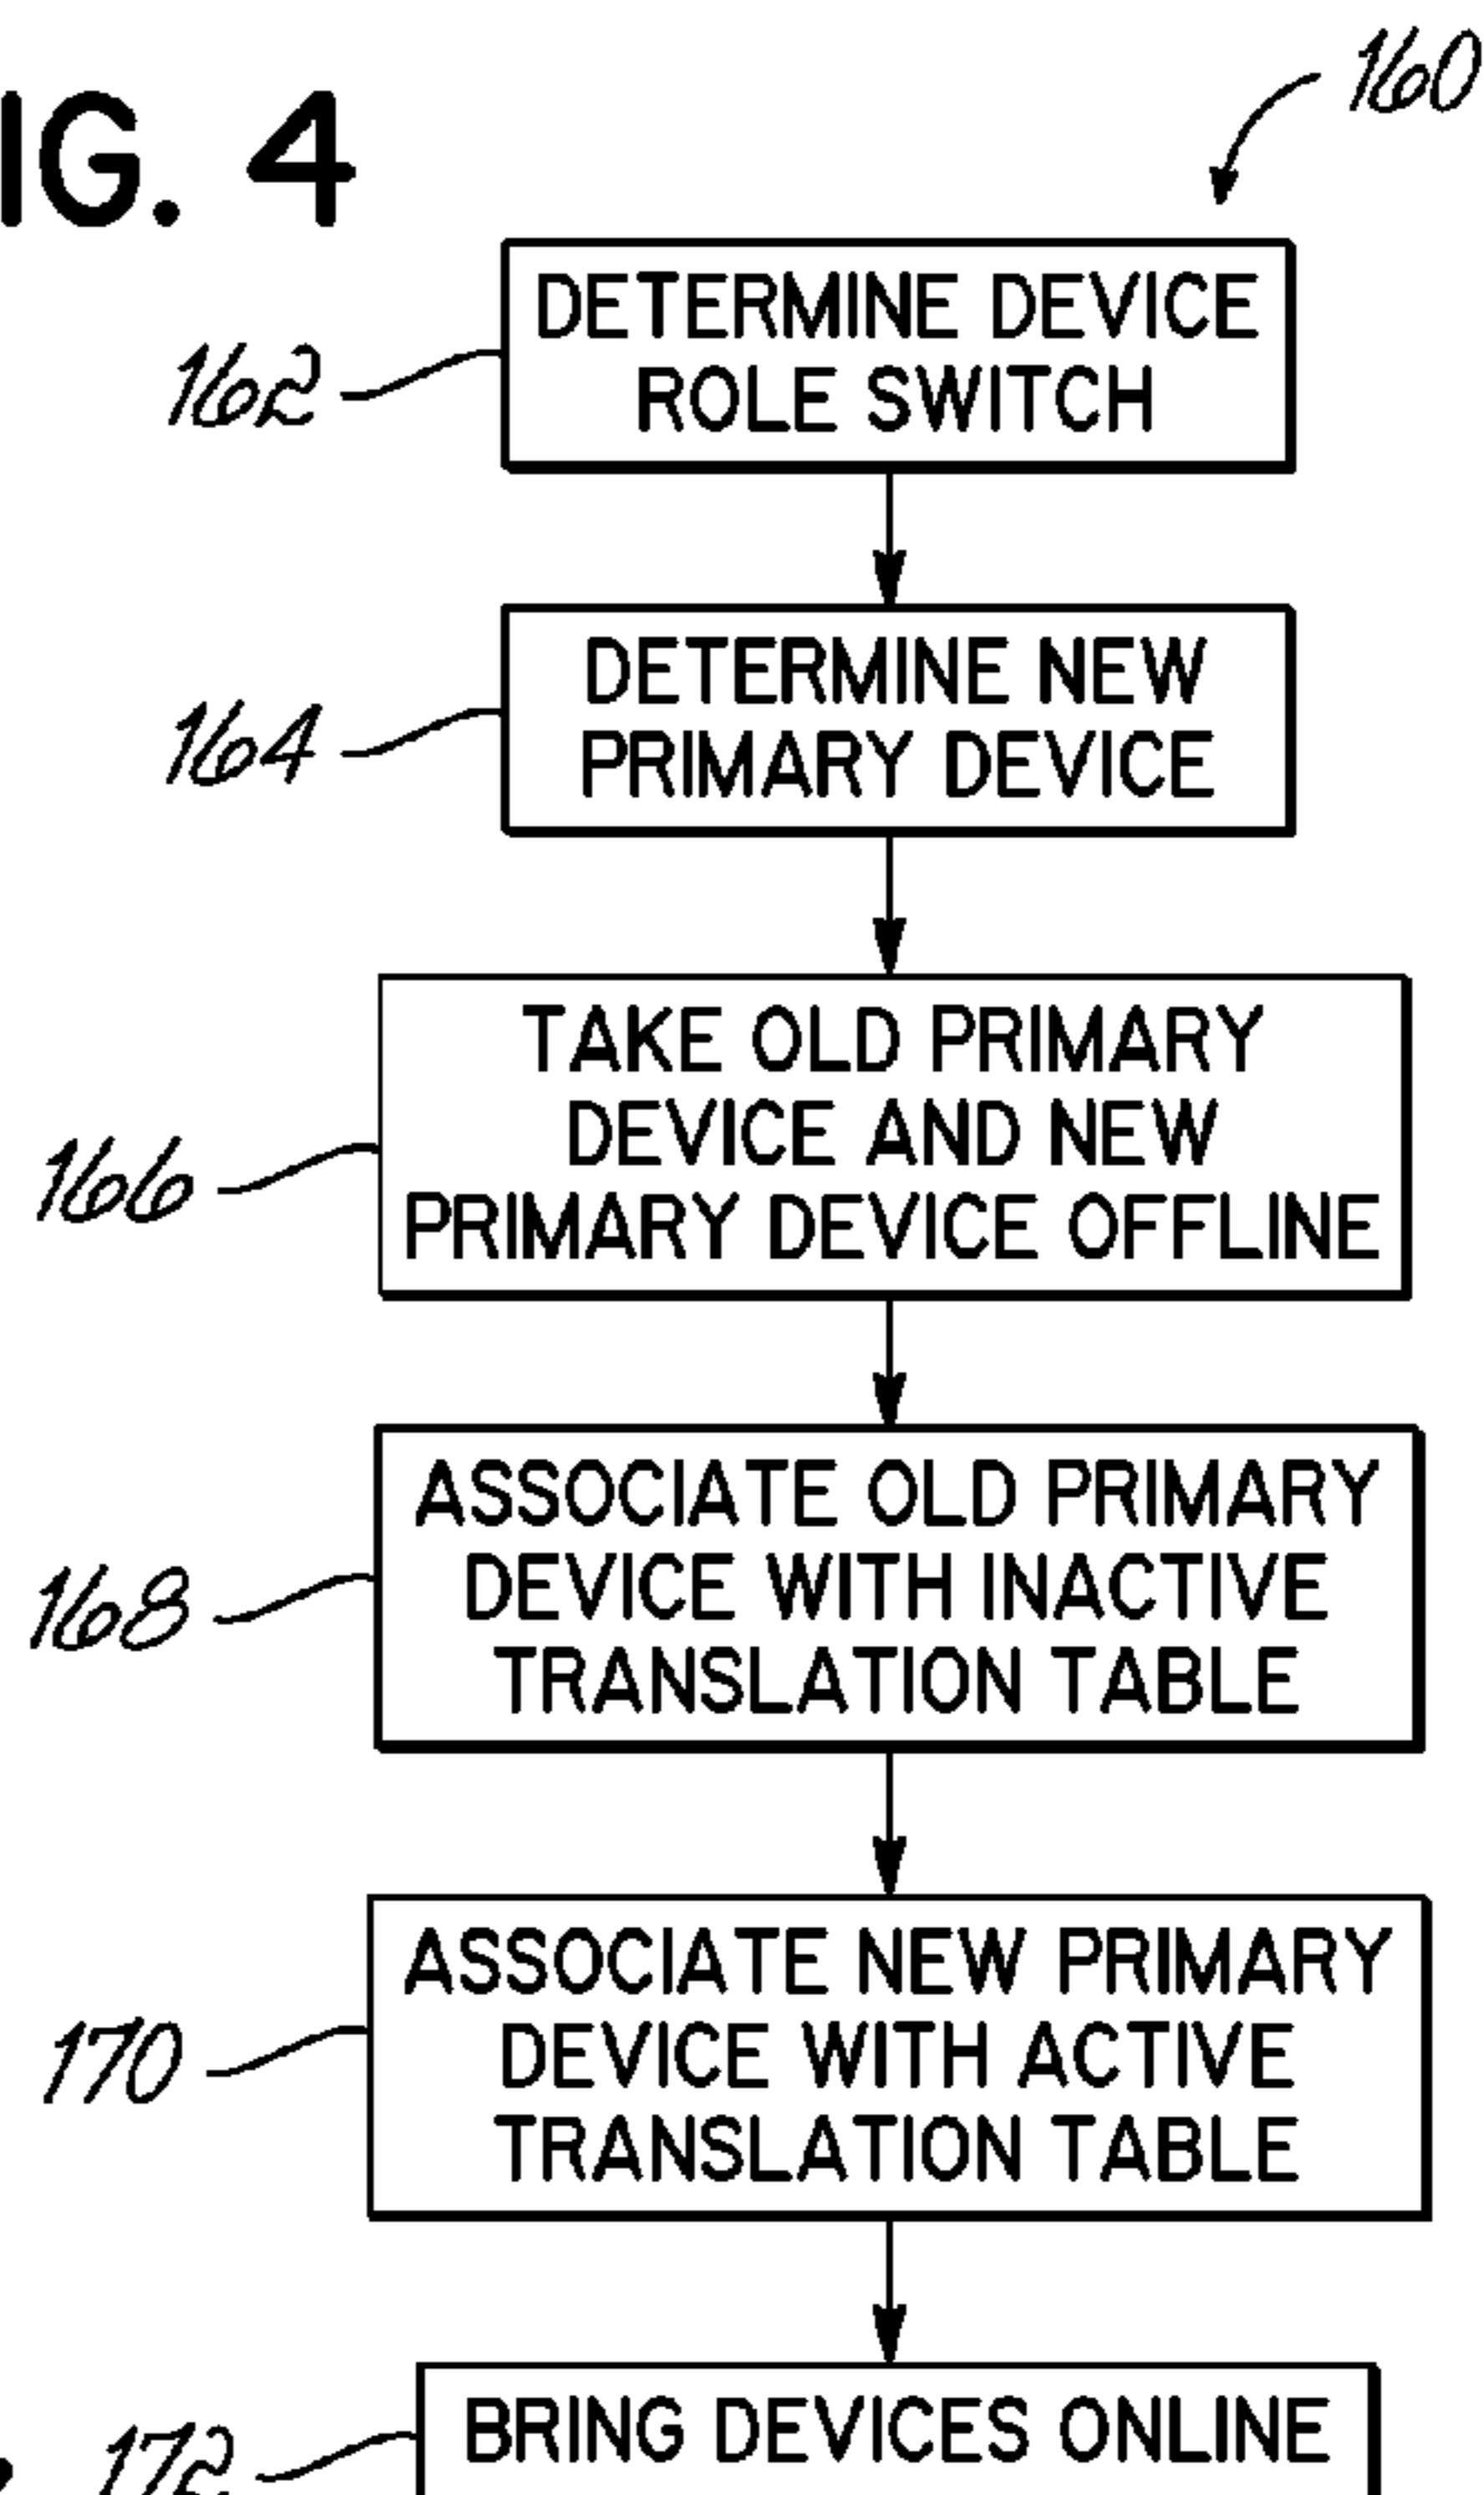 IG. 4
160
162
DETERMINE DEVICE
ROLE SWITCH
164
DETERMINE NEW
PRIMARY DEVICE
166
TAKE OLD PRIMARY
DEVICE AND NEW
PRIMARY DEVICE OFFLINE
168
ASSOCIATE OLD PRIMARY
DEVICE WITH INACTIVE
TRANSLATION TABLE
170
ASSOCIATE NEW PRIMARY
DEVICE WITH ACTIVE
TRANSLATION TABLE
172
BRING DEVICES ONLINE